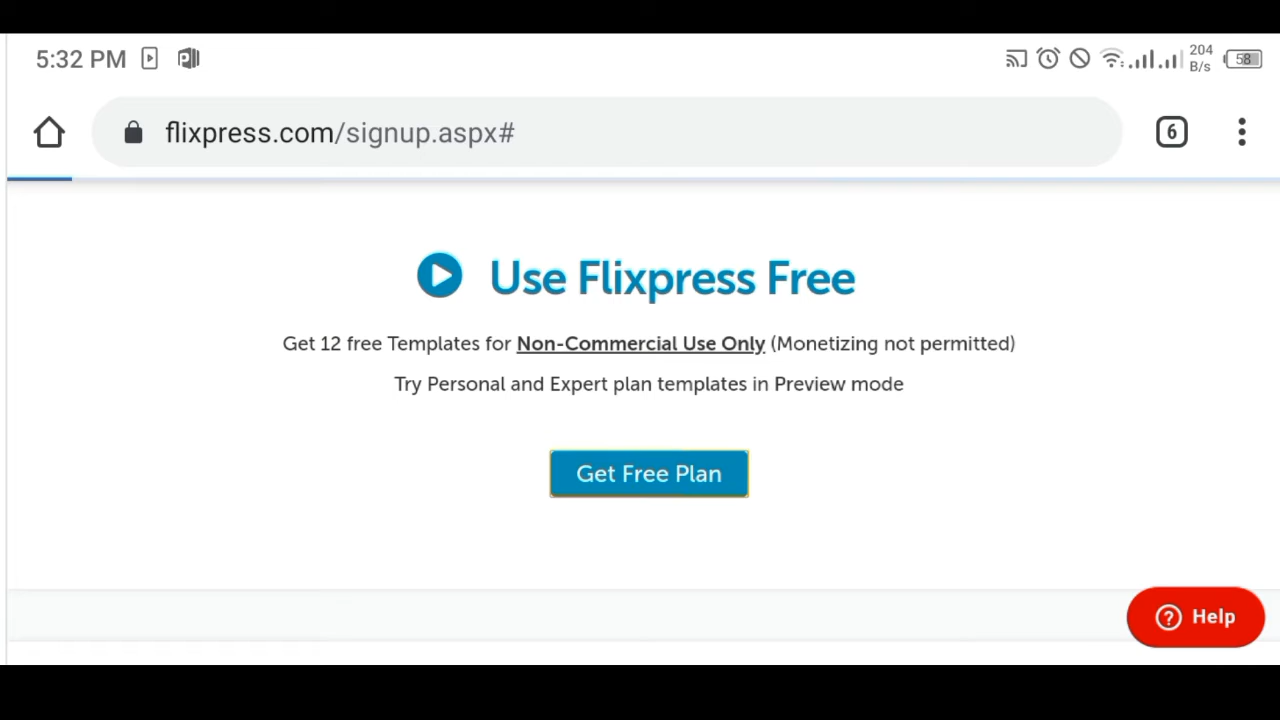 5:32 PM
204
B/s
58
flixpress.com/signup.aspx#
6
Use Flixpress Free
Get 12 free Templates for Non-Commercial Use Only (Monetizing not permitted)
Try Personal and Expert plan templates in Preview mode
Get Free Plan
Help